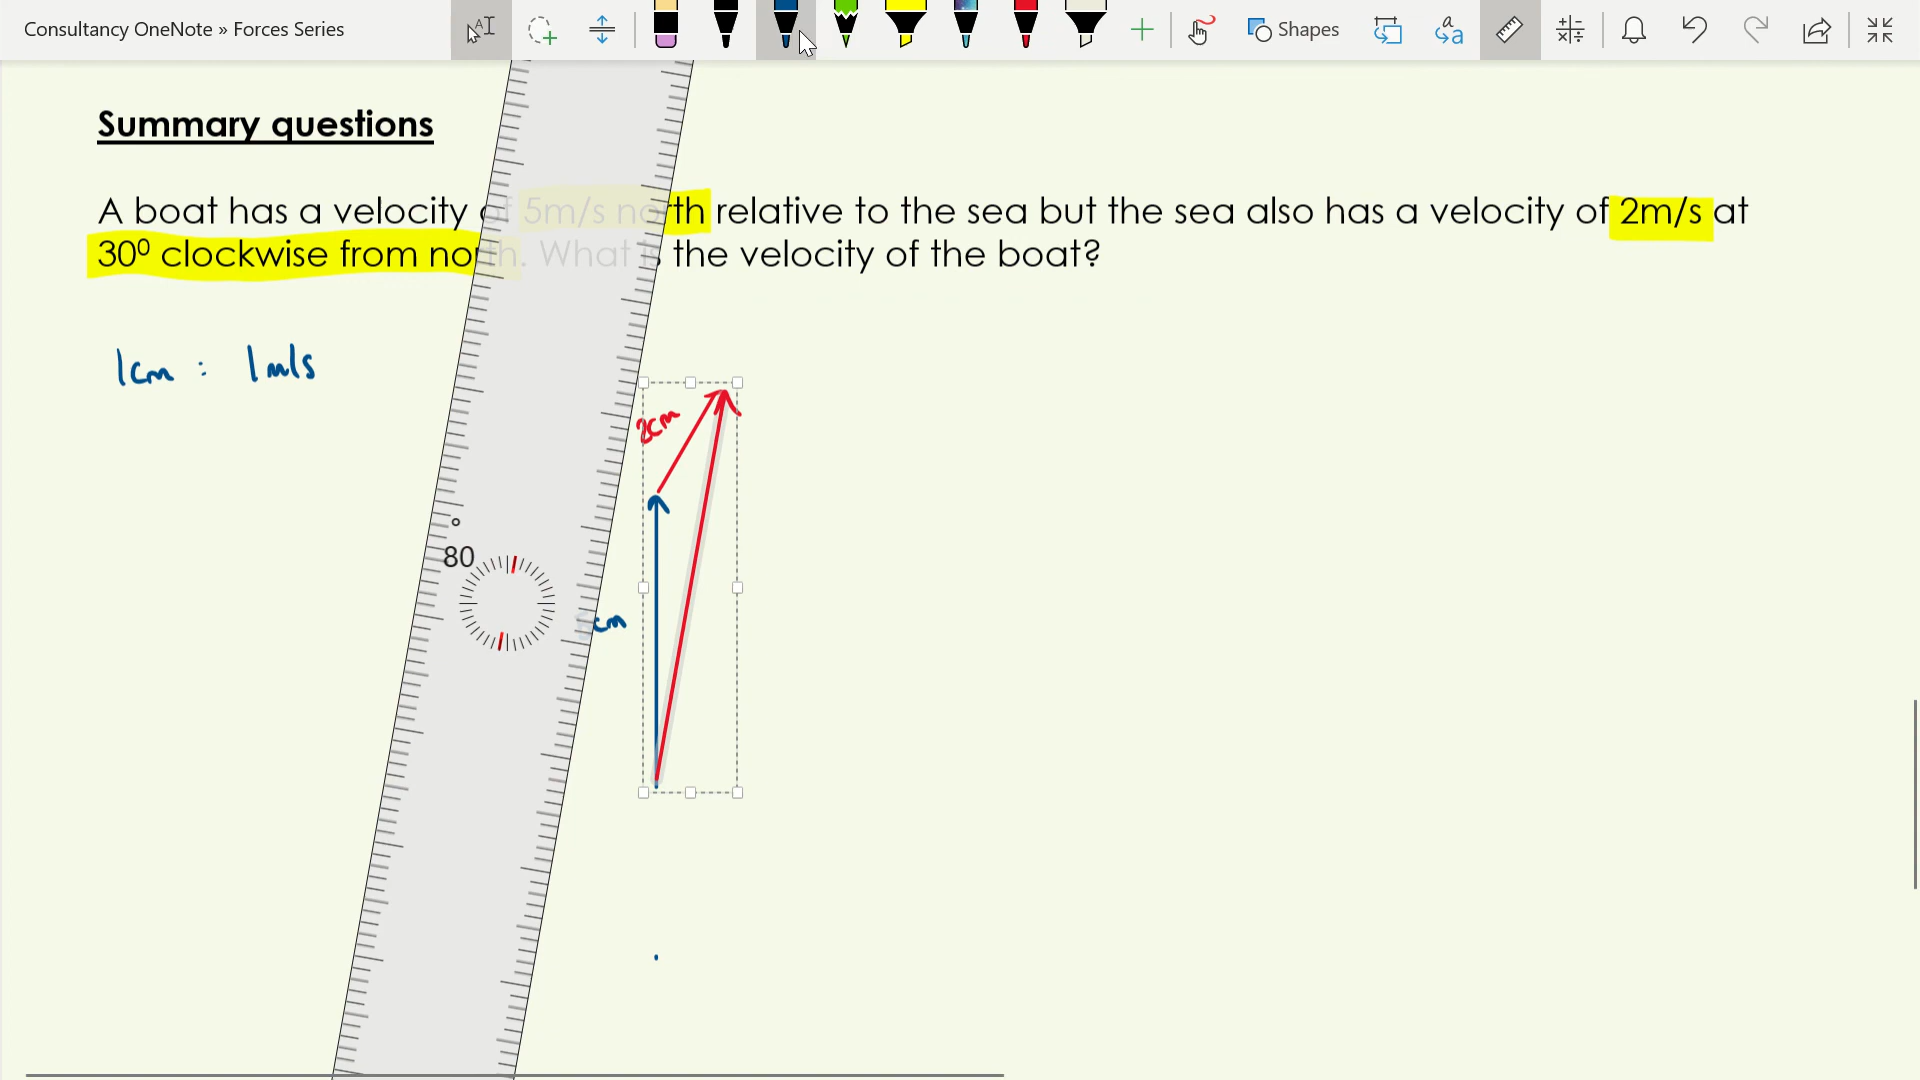 Consultancy OneNote » Forces Series
Shapes
Summary questions
A boat has a velocity of 5m/s north relative to the sea but the sea also has a velocity of 2m/s at
30⁰ clockwise from north. What is the velocity of the boat?
1cm : 1m/s
2cm
80°
5cm